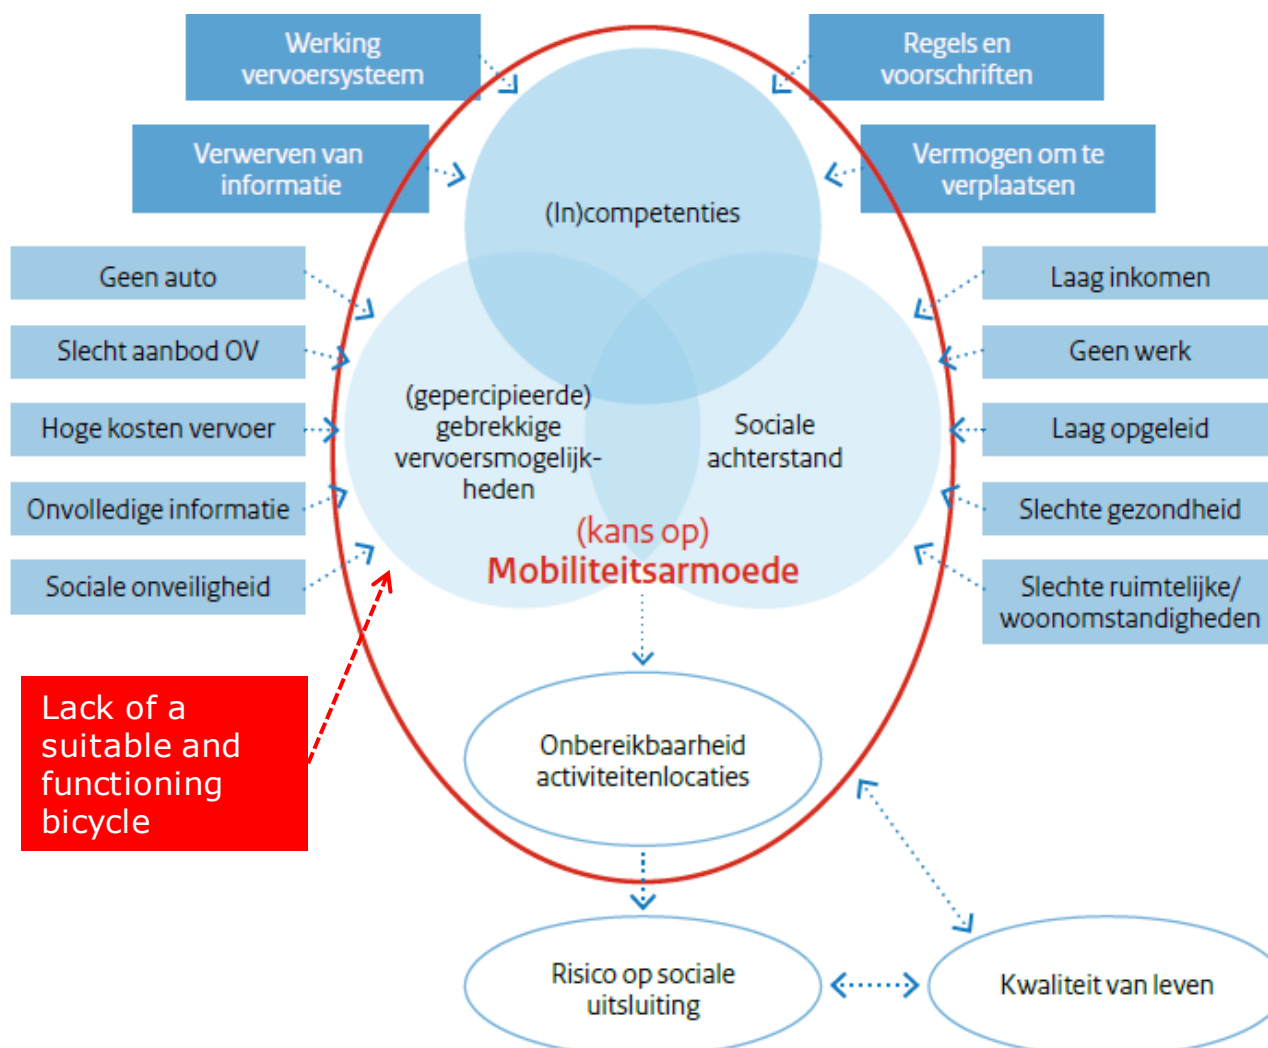 Werking
vervoersysteem
Regels en
voorschriften
Verwerven van
informatie
Vermogen om te
verplaatsen
(In)competenties
Geen auto
Slecht aanbod OV
Hoge kosten vervoer
Onvolledige informatie
Sociale onveiligheid
Laag inkomen
Geen werk
Laag opgeleid
Slechte gezondheid
Slechte ruimtelijke/
woonomstandigheden
(gepercipieerde)
gebrekkige
vervoersmogelijk-
heden
Sociale
achterstand
(kans op)
Mobiliteitsarmoede
Lack of a
suitable and
functioning
bicycle
Onbereikbaarheid
activiteitenlocaties
Risico op sociale
uitsluiting
Kwaliteit van leven